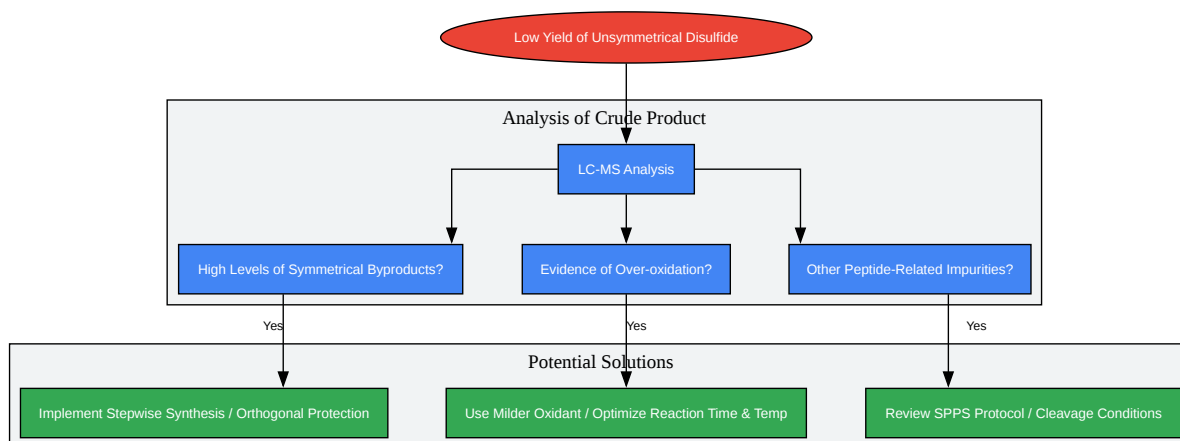 Low Yield of Unsymmetrical Disulfide
Analysis of Crude Product
LC-MS Analysis
High Levels of Symmetrical Byproducts?
Evidence of Over-oxidation?
Other Peptide-Related Impurities?
Yes
Yes
Yes
Potential Solutions
Implement Stepwise Synthesis / Orthogonal Protection
Use Milder Oxidant / Optimize Reaction Time & Temp
Review SPPS Protocol / Cleavage Conditions